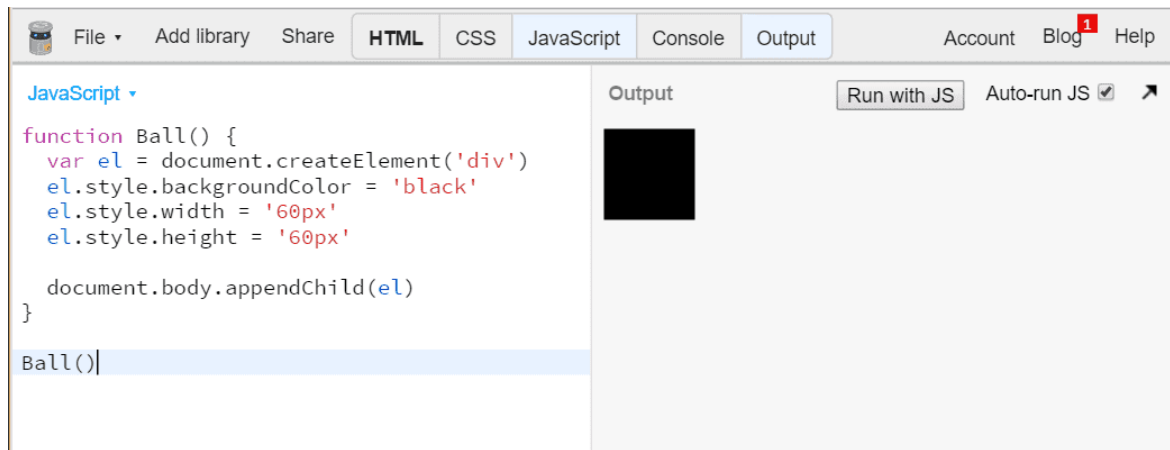 File ▾ Add library Share HTML CSS JavaScript Console Output Account Blog 1 Help
JavaScript ▾
function Ball() {
  var el = document.createElement('div')
  el.style.backgroundColor = 'black'
  el.style.width = '60px'
  el.style.height = '60px'
  document.body.appendChild(el)
}
Ball()
Output Run with JS Auto-run JS